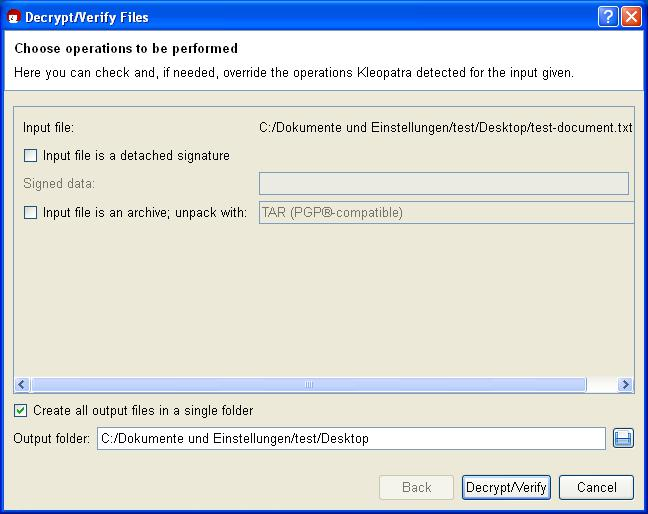 Decrypt/Verify Files
Choose operations to be performed
Here you can check and, if needed, override the operations Kleopatra detected for the input given.
Input file: C:/Dokumente und Einstellungen/test/Desktop/test-document.txt
Input file is a detached signature
Signed data:
Input file is an archive; unpack with: TAR (PGP®-compatible)
Create all output files in a single folder
Output folder: C:/Dokumente und Einstellungen/test/Desktop
Back Decrypt/Verify Cancel